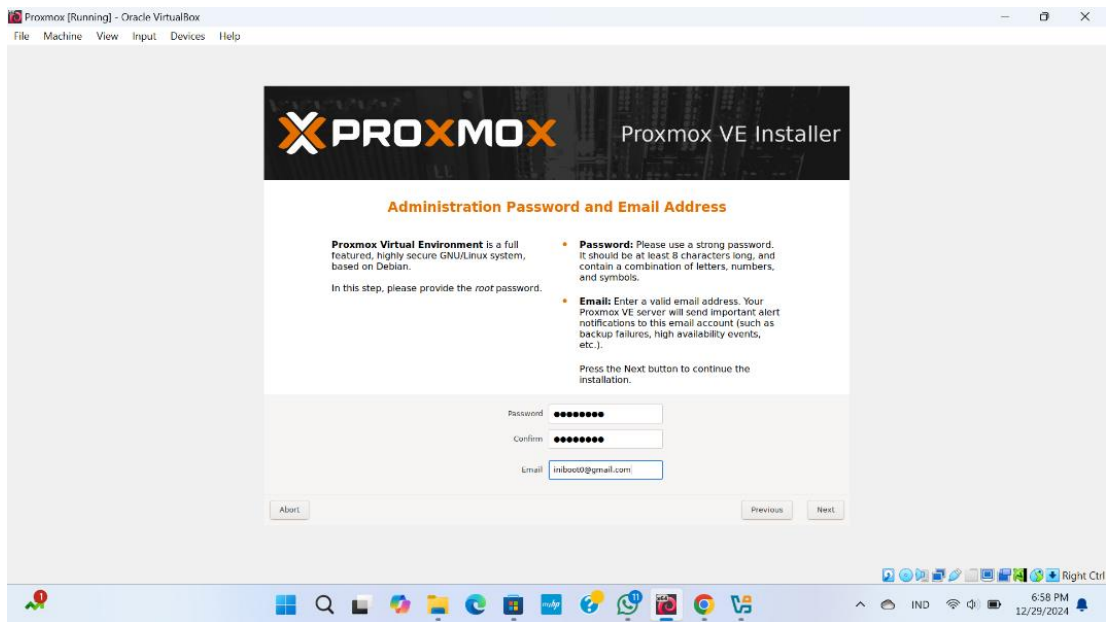 Proxmox [Running] - Oracle VirtualBox
File Machine View Input Devices Help
PROXMOX
Proxmox VE Installer
Administration Password and Email Address
Proxmox Virtual Environment is a full
featured, highly secure GNU/Linux system,
based on Debian.
In this step, please provide the root password.
• Password: Please use a strong password.
It should be at least 8 characters long, and
contain a combination of letters, numbers,
and symbols.
• Email: Enter a valid email address. Your
Proxmox VE server will send important alert
notifications to this email account (such as
backup failures, high availability events,
etc.).
Press the Next button to continue the
installation.
Password ●●●●●●●●
Confirm ●●●●●●●●
Email iniboot0@gmail.com
Abort Previous Next
Right Ctrl
1
11
IND
6:58 PM
12/29/2024